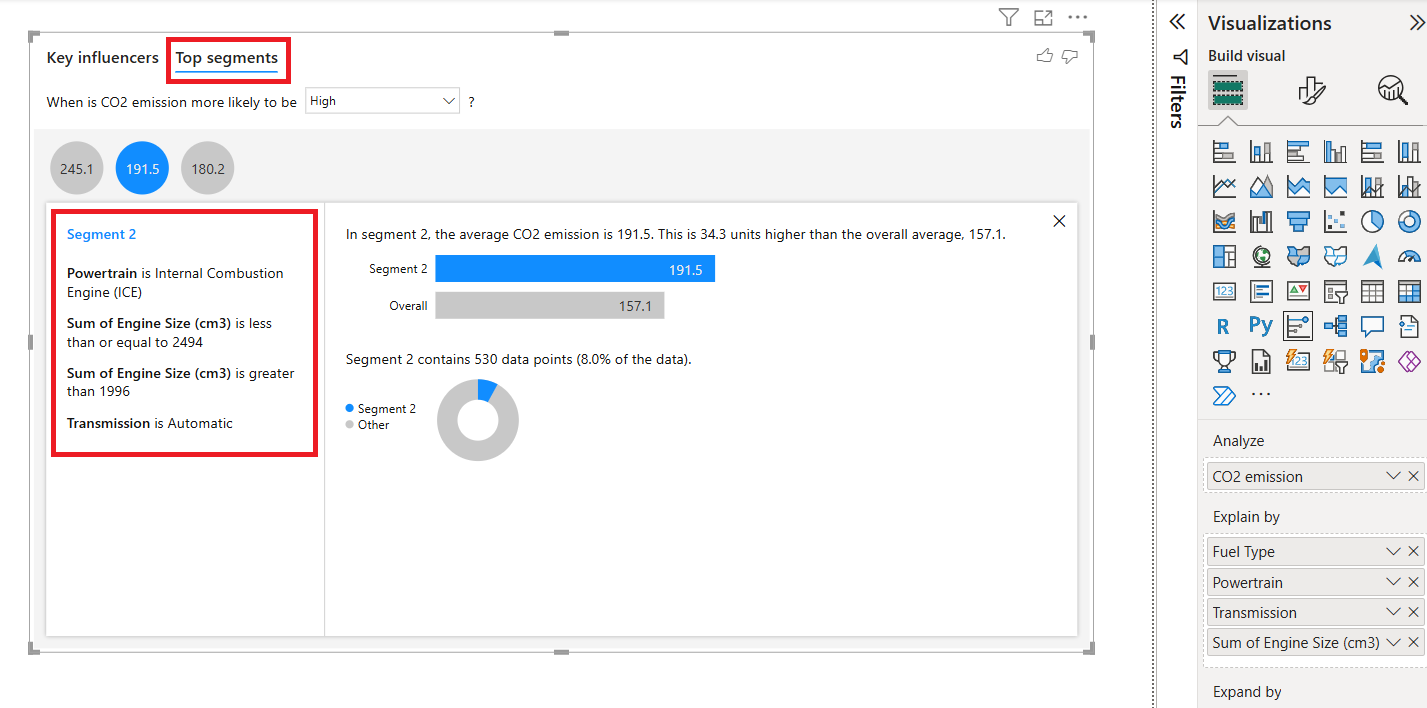 Key influencers
Top segments
When is CO2 emission more likely to be
High
?
245.1
191.5
180.2
Segment 2
Powertrain is Internal Combustion
Engine (ICE)
Sum of Engine Size (cm3) is less
than or equal to 2494
Sum of Engine Size (cm3) is greater
than 1996
Transmission is Automatic
In segment 2, the average CO2 emission is 191.5. This is 34.3 units higher than the overall average, 157.1.
Segment 2
191.5
Overall
157.1
Segment 2 contains 530 data points (8.0% of the data).
Segment 2
Other
Filters
Visualizations
Build visual
123
R
Py
123
Analyze
CO2 emission
Explain by
Fuel Type
Powertrain
Transmission
Sum of Engine Size (cm3)
Expand by